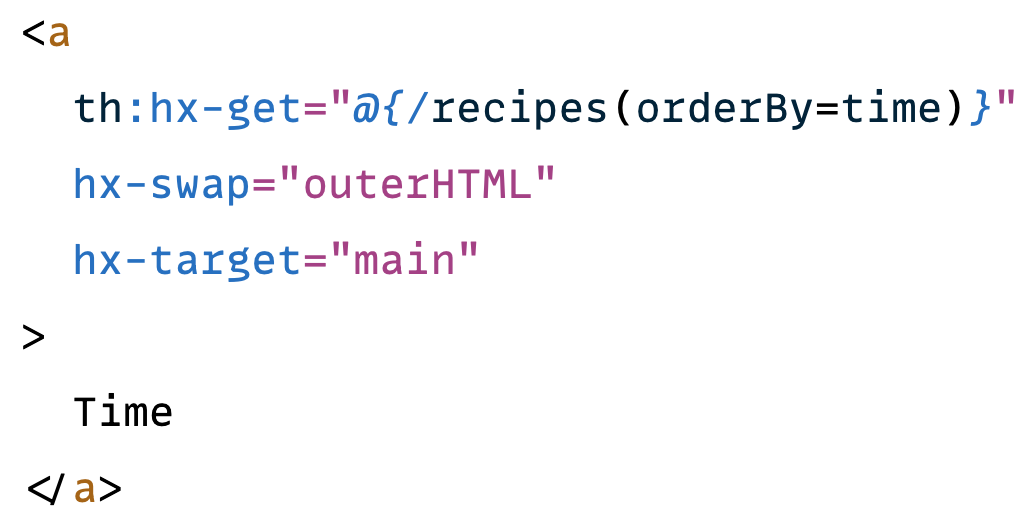 <a
th:hx-get="@{/recipes(orderBy=time)}"
hx-swap="outerHTML"
hx-target="main"
>
Time
</a>